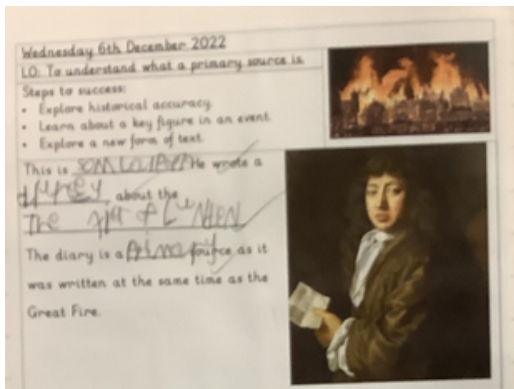 Wednesday 6th December 2022
LO: To understand what a primary source is
Steps to success:
• Explore historical accuracy.
• Learn about a key figure in an event.
• Explore a new form of text.
This is He wrote a
about the
The
The diary is a source as it
was written at the same time as the
Great Fire.